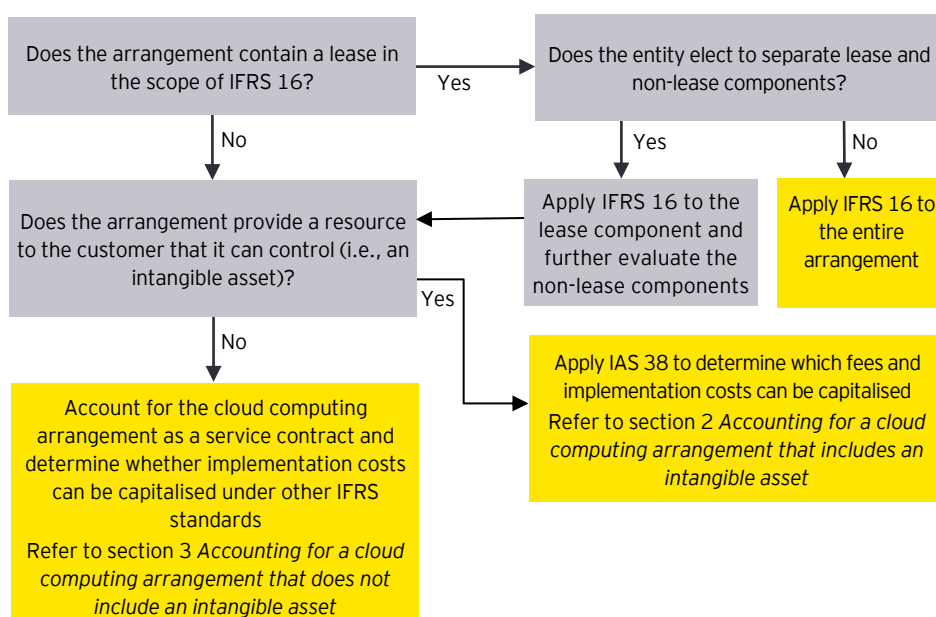 Does the arrangement contain a lease in
the scope of IFRS 16?
Yes
Does the entity elect to separate lease and
non-lease components?
No
Yes
No
Does the arrangement provide a resource
to the customer that it can control (i.e., an
intangible asset)?
Apply IFRS 16 to the
lease component and
further evaluate the
non-lease components
Apply IFRS 16 to
the entire
arrangement
Yes
No
Apply IAS 38 to determine which fees and
implementation costs can be capitalised
Refer to section 2 Accounting for a cloud
computing arrangement that includes an
intangible asset
Account for the cloud computing
arrangement as a service contract and
determine whether implementation costs
can be capitalised under other IFRS
standards
Refer to section 3 Accounting for a cloud
computing arrangement that does not
include an intangible asset